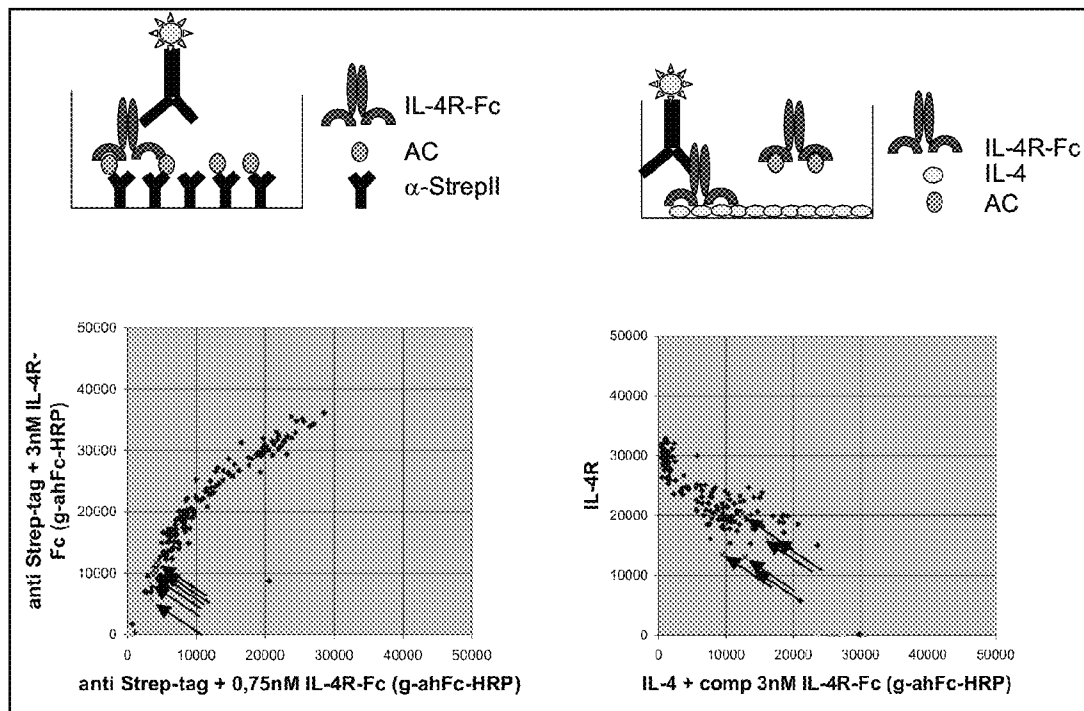 IL-4R-Fc
AC
α-StrepII
IL-4R-Fc
IL-4
AC
anti Strep-tag + 3nM IL-4R-
Fc (g-ahFc-HRP)
50000
40000
30000
20000
10000
0
0 10000 20000 30000 40000 50000
anti Strep-tag + 0,75nM IL-4R-Fc (g-ahFc-HRP)
IL-4R
50000
40000
30000
20000
10000
0
0 10000 20000 30000 40000 50000
IL-4 + comp 3nM IL-4R-Fc (g-ahFc-HRP)